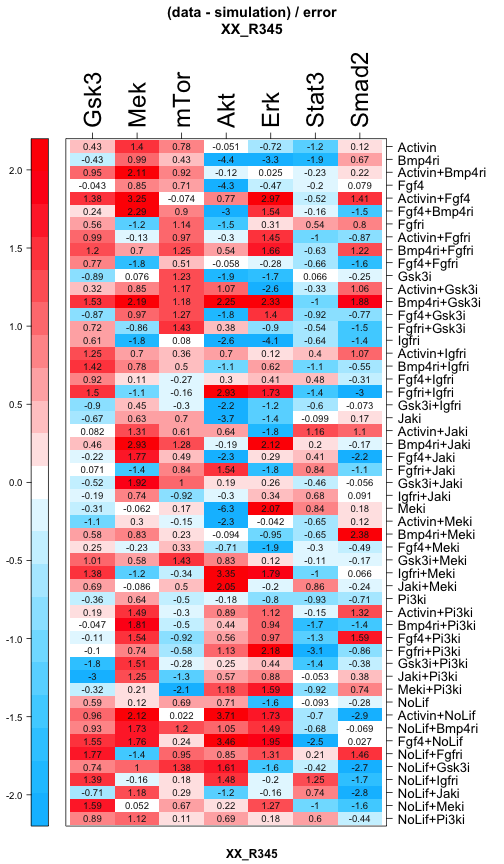 (data - simulation) / error
XX_R345
Gsk3 Mek mTor Akt Erk Stat3 Smad2
0.43 1.4 0.78 -0.051 -0.72 -1.2 0.12 Activin
-0.43 0.99 0.43 -4.4 -3.3 -1.9 0.67 Bmp4ri
0.95 2.11 0.92 -0.12 0.025 -0.23 0.22 Activin+Bmp4ri
-0.043 0.85 0.71 -4.3 -0.47 -0.2 0.079 Fgf4
1.38 3.25 -0.074 0.77 2.97 -0.52 1.41 Activin+Fgf4
0.24 2.29 0.9 -3 1.54 -0.16 -1.5 Fgf4+Bmp4ri
0.56 -1.2 1.14 -1.5 0.31 0.54 0.8 Fgfri
0.99 -0.13 0.97 -0.3 1.45 -1 -0.87 Activin+Fgfri
1.2 0.7 1.25 0.54 1.66 -0.63 1.22 Bmp4ri+Fgfri
0.77 -1.8 0.51 -0.058 -0.28 -0.66 -1.6 Fgf4+Fgfri
-0.89 0.076 1.23 -1.9 -1.7 0.066 -0.25 Gsk3i
0.32 0.85 1.17 1.07 -2.6 -0.33 1.06 Activin+Gsk3i
1.53 2.19 1.18 2.25 2.33 -1 1.88 Bmp4ri+Gsk3i
-0.87 0.97 1.27 -1.8 1.4 -0.92 -0.77 Fgf4+Gsk3i
0.72 -0.86 1.43 0.38 -0.9 -0.54 -1.5 Fgfri+Gsk3i
0.61 -1.8 0.08 -2.6 -4.1 -0.64 -1.4 Igfri
1.25 0.7 0.36 0.7 0.12 0.4 1.07 Activin+Igfri
1.42 0.78 0.5 -1.1 0.62 -1.1 -0.55 Bmp4ri+Igfri
0.92 0.11 -0.27 0.3 0.41 0.48 -0.31 Fgf4+Igfri
1.5 -1.1 -0.16 2.93 1.73 -1.4 -3 Fgfri+Igfri
-0.9 0.45 -0.3 -2.2 -1.2 -0.6 -0.073 Gsk3i+Igfri
-0.67 0.63 0.7 -3.7 -1.4 -0.099 0.17 Jaki
0.082 1.31 0.61 0.64 -1.8 1.16 1.1 Activin+Jaki
0.46 2.93 1.28 -0.19 2.12 0.2 -0.17 Bmp4ri+Jaki
-0.22 1.77 0.49 -2.3 0.29 0.41 -2.2 Fgf4+Jaki
0.071 -1.4 0.84 1.54 -1.8 0.84 -1.1 Fgfri+Jaki
-0.52 1.92 1 0.19 0.26 -0.46 -0.056 Gsk3i+Jaki
-0.19 0.74 -0.92 -0.3 0.34 0.68 0.091 Igfri+Jaki
-0.31 -0.062 0.17 -6.3 2.07 0.84 0.18 Meki
-1.1 0.3 -0.15 -2.3 -0.042 -0.65 0.12 Activin+Meki
0.58 0.83 0.23 -0.094 -0.95 -0.65 2.38 Bmp4ri+Meki
0.25 -0.23 0.33 -0.71 -1.9 -0.3 -0.49 Fgf4+Meki
1.01 0.58 1.43 0.83 0.12 -0.11 -0.17 Gsk3i+Meki
1.38 -1.2 -0.34 3.35 1.79 -1 0.066 Igfri+Meki
0.69 -0.086 0.5 2.05 -0.2 0.86 -0.24 Jaki+Meki
-0.36 0.64 -0.5 -0.18 -0.8 -0.93 -0.71 Pi3ki
0.19 1.49 -0.3 0.89 1.12 -0.15 1.32 Activin+Pi3ki
-0.047 1.81 -0.5 0.44 0.94 -1.7 -1.4 Bmp4ri+Pi3ki
-0.11 1.54 -0.92 0.56 0.97 -1.3 1.59 Fgf4+Pi3ki
-0.1 0.74 -0.58 1.13 2.18 -3.1 -0.86 Fgfri+Pi3ki
-1.8 1.51 -0.28 0.25 0.44 -1.4 -0.38 Gsk3i+Pi3ki
-3 1.25 -1.3 0.57 0.88 -0.053 0.38 Jaki+Pi3ki
-0.32 0.21 -2.1 1.18 1.59 -0.92 0.74 Meki+Pi3ki
0.59 0.12 0.69 0.71 -1.6 -0.093 -0.28 NoLif
0.96 2.12 0.022 3.71 1.73 -0.7 -2.9 Activin+NoLif
0.93 1.73 1.2 1.05 1.49 -0.68 -0.069 NoLif+Bmp4ri
1.55 1.76 0.24 3.46 1.95 -2.5 0.027 Fgf4+NoLif
1.77 -1.4 0.95 0.85 1.31 0.21 1.46 NoLif+Fgfri
0.74 1 1.38 1.61 -1.6 -0.42 -2.7 NoLif+Gsk3i
1.39 -0.16 0.18 1.48 -0.2 1.25 -1.7 NoLif+Igfri
-0.71 1.18 0.29 -1.2 -0.16 0.74 -2.8 NoLif+Jaki
1.59 0.052 0.67 0.22 1.27 -1 -1.6 NoLif+Meki
0.89 1.12 0.11 0.69 0.18 0.6 -0.44 NoLif+Pi3ki
2.0
1.5
1.0
0.5
0.0
-0.5
-1.0
-1.5
-2.0
XX_R345